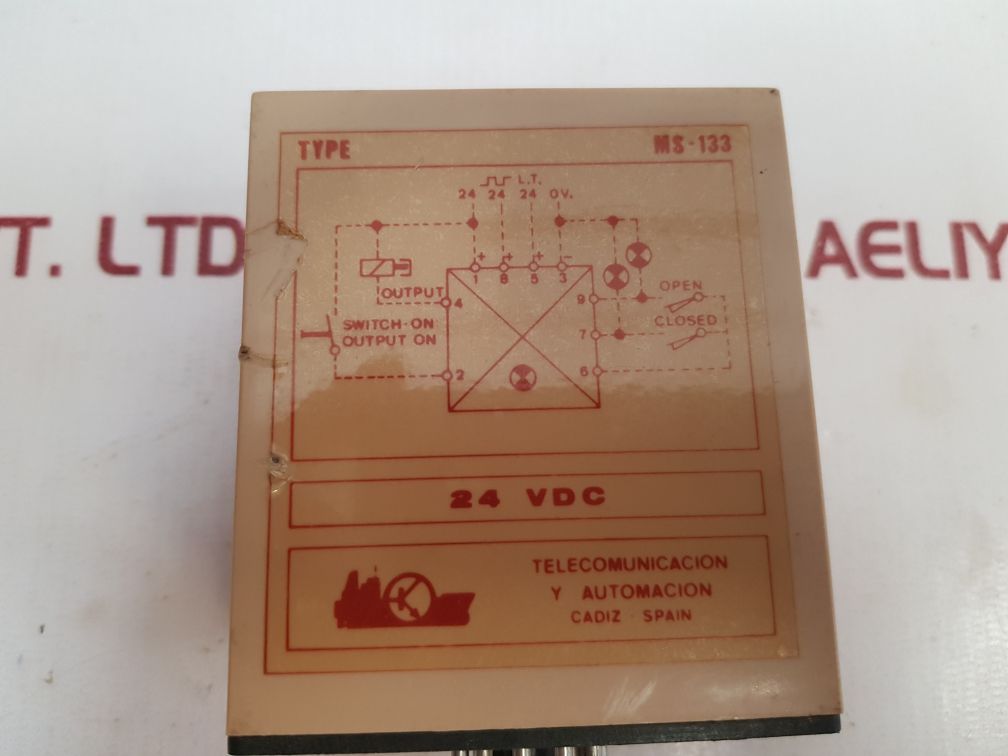 TYPE MS-133
L.T.
24 24 24 0V.
+ + + -
1 8 5 3
OUTPUT 4
9 OPEN
SWITCH-ON
OUTPUT ON
7 CLOSED
2 6
24 VDC
TELECOMUNICACION
Y AUTOMACION
CADIZ - SPAIN
TT. LTD
AELIY